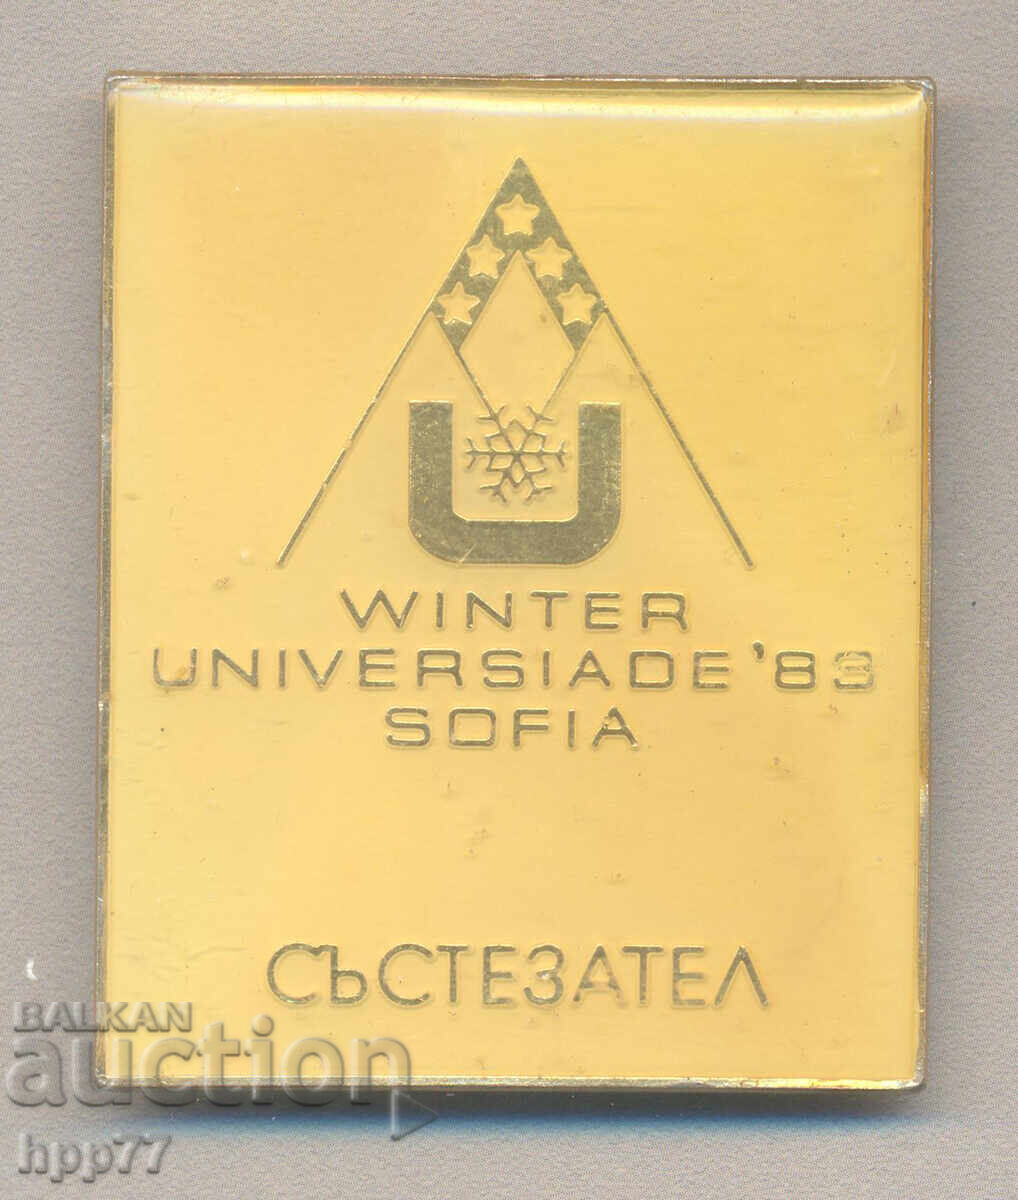 U
WINTER
UNIVERSIADE '83
SOFIA
СЪСТЕЗАТЕЛ
BALKAN
auction
hpp77